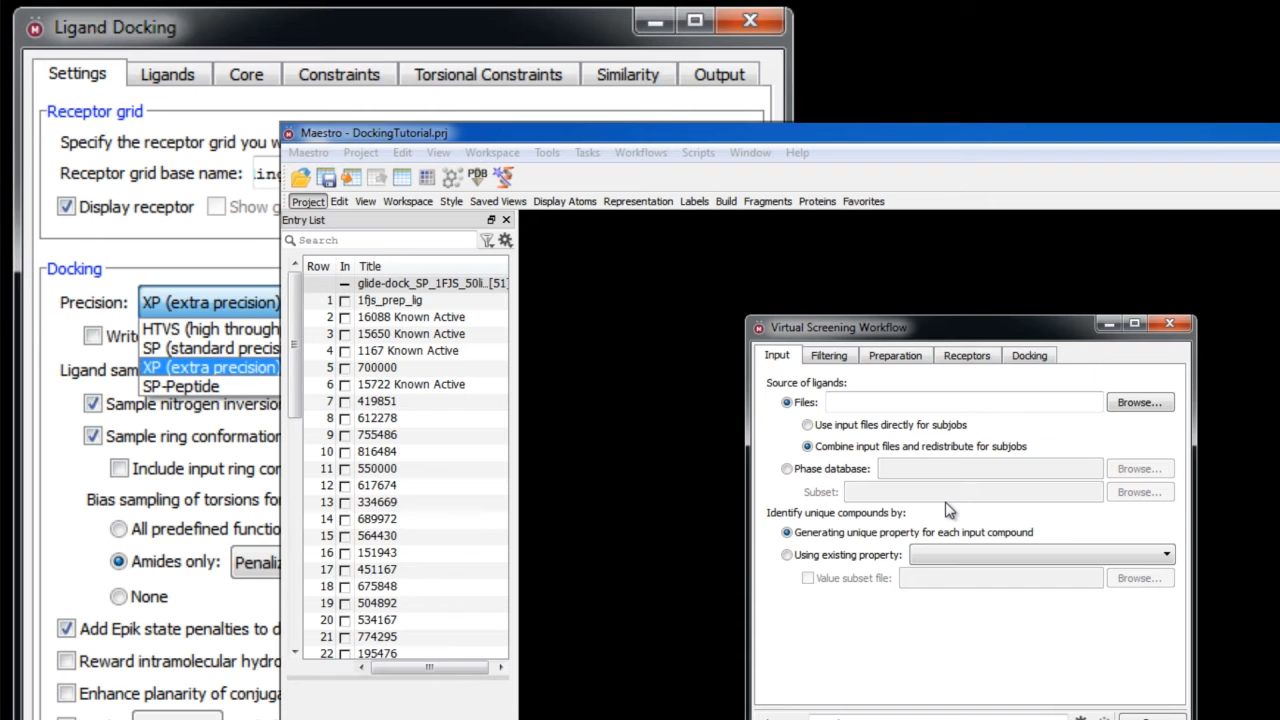 Ligand Docking
Settings Ligands Core Constraints Torsional Constraints Similarity Output
Receptor grid
Specify the receptor grid you w
Receptor grid base name:
Display receptor Show g
Docking
Precision: XP (extra precision)
HTVS (high through
SP (standard precis
XP (extra precision)
SP-Peptide
Writ
Ligand sam
Sample nitrogen inversio
Sample ring conformation
Include input ring cor
Bias sampling of torsions fo
All predefined functio
Amides only: Penaliz
None
Add Epik state penalties to d
Reward intramolecular hydro
Enhance planarity of conjuga
Maestro - DockingTutorial.prj
Maestro Project Edit View Workspace Tools Tasks Workflows Scripts Window Help
PDB
Project Edit View Workspace Style Saved Views Display Atoms Representation Labels Build Fragments Proteins Favorites
Entry List
Search
Row In Title
glide-dock_SP_1FJS_50li...[51]
1 1fjs_prep_lig
2 16088 Known Active
3 15650 Known Active
4 1167 Known Active
5 700000
6 15722 Known Active
7 419851
8 612278
9 755486
10 816484
11 550000
12 617674
13 334669
14 689972
15 564430
16 151943
17 451167
18 675848
19 504892
20 534167
21 774295
22 195476
Virtual Screening Workflow
Input Filtering Preparation Receptors Docking
Source of ligands:
Files: Browse...
Use input files directly for subjobs
Combine input files and redistribute for subjobs
Phase database: Browse...
Subset: Browse...
Identify unique compounds by:
Generating unique property for each input compound
Using existing property:
Value subset file: Browse...